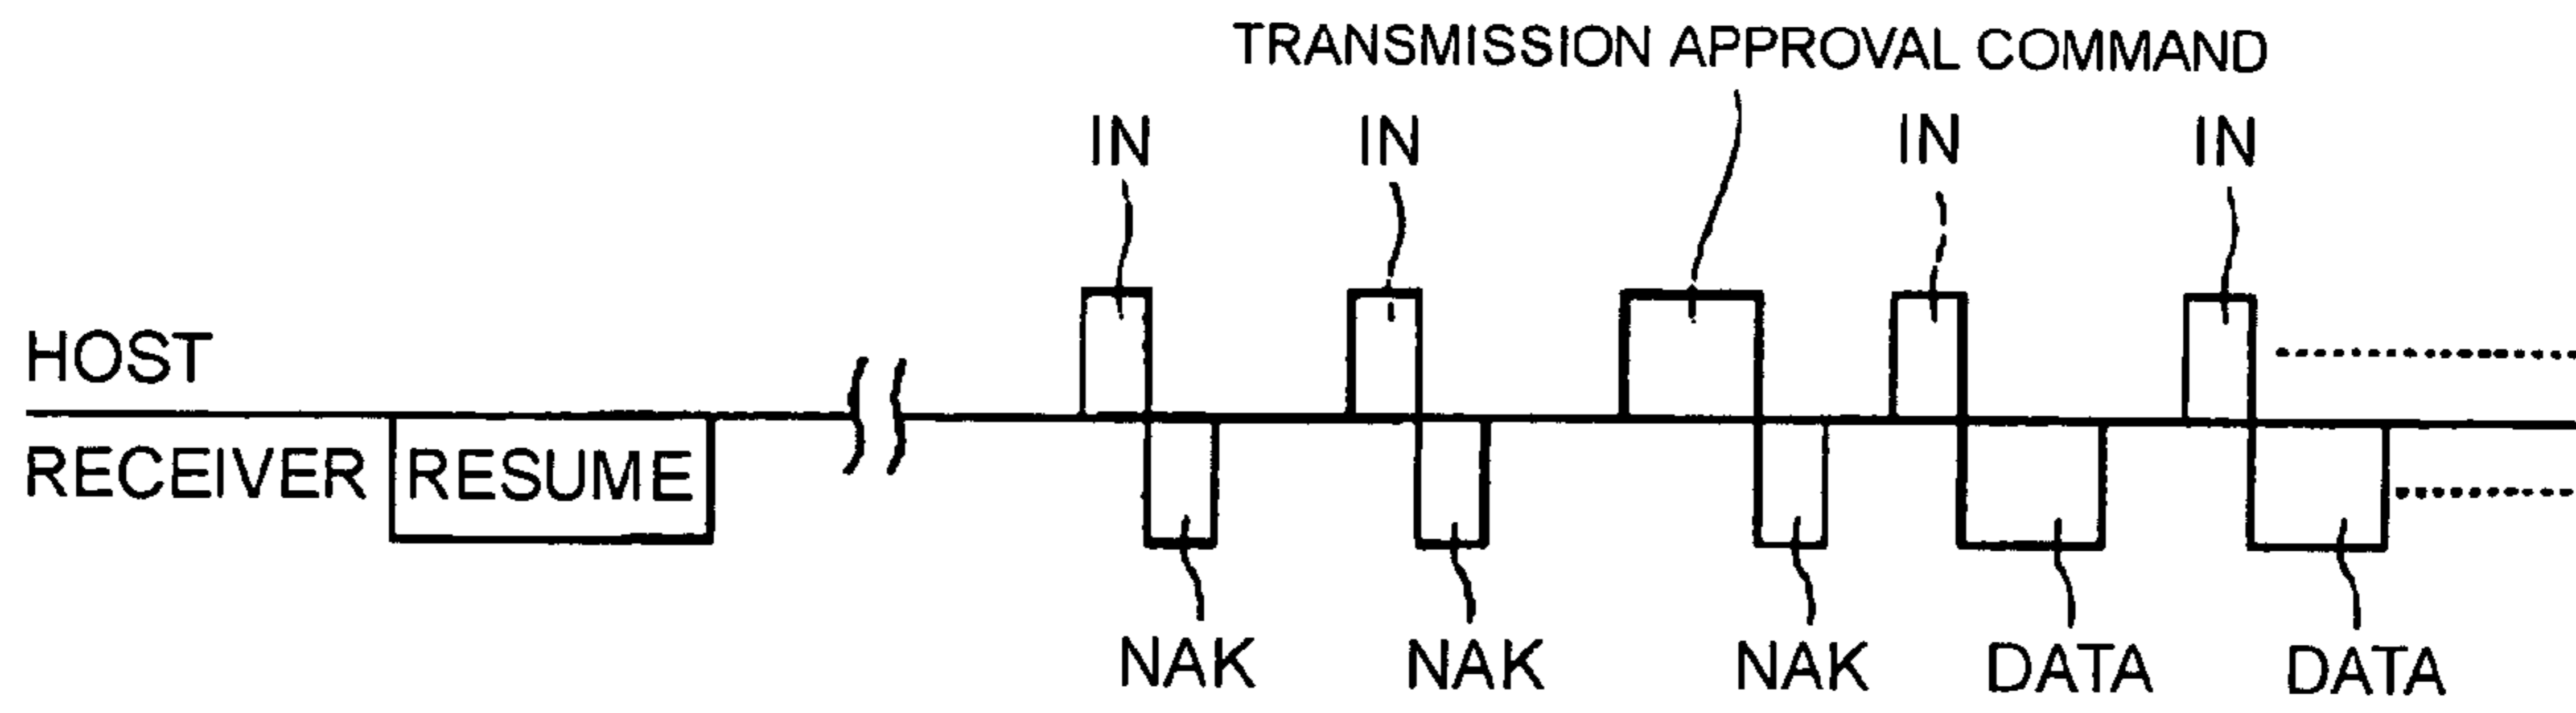 TRANSMISSION APPROVAL COMMAND
IN IN IN IN
HOST
RECEIVER RESUME
NAK NAK NAK DATA DATA